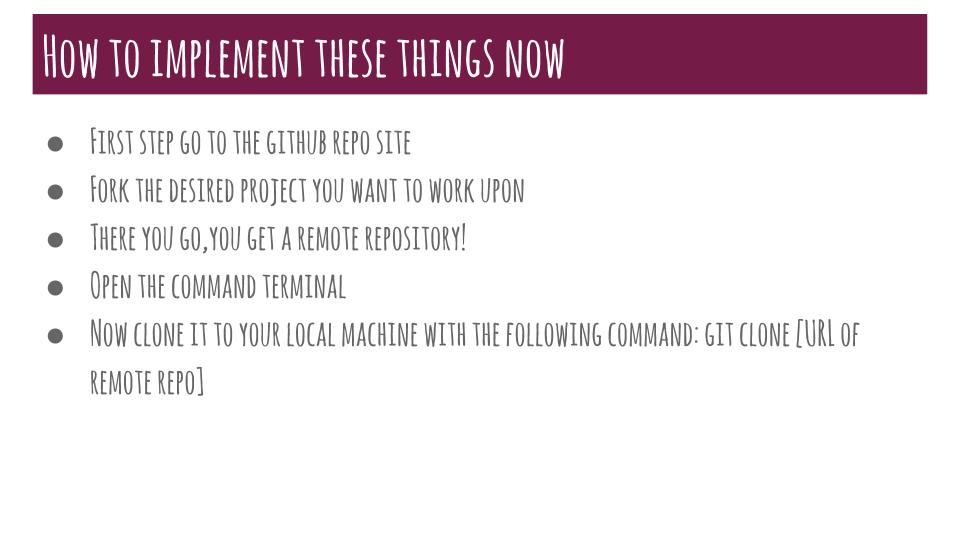 How to implement these things now
● First step go to the github repo site
● Fork the desired project you want to work upon
● There you go,you get a remote repository!
● Open the command terminal
● Now clone it to your local machine with the following command: git clone [URL of
remote repo]